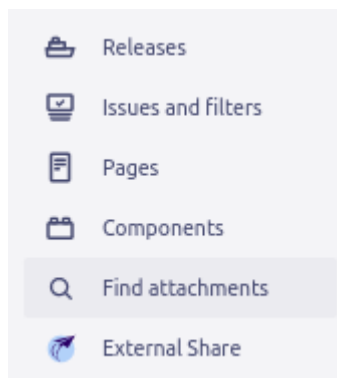 Releases
Issues and filters
Pages
Components
Find attachments
External Share